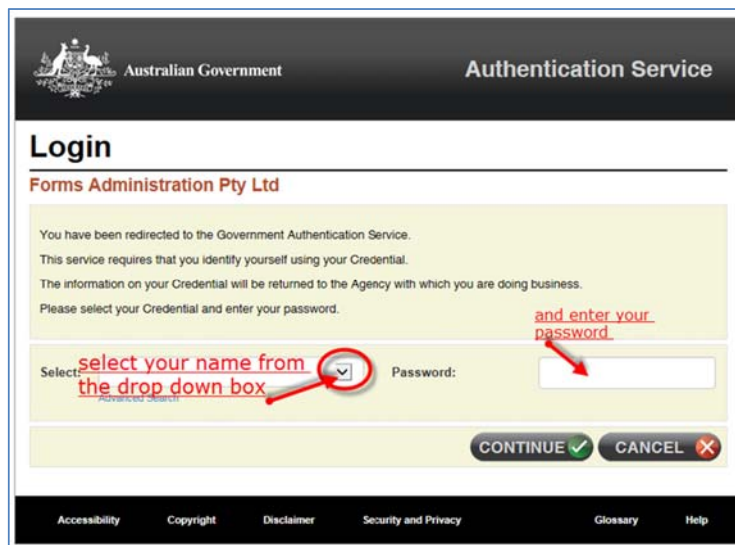 Australian Government
Authentication Service
Login
Forms Administration Pty Ltd
You have been redirected to the Government Authentication Service.
This service requires that you identify yourself using your Credential.
The information on your Credential will be returned to the Agency with which you are doing business.
Please select your Credential and enter your password.
and enter your
password
Select:
select your name from
the drop down box
Password:
Advanced Search
CONTINUE
CANCEL
Accessibility Copyright Disclaimer Security and Privacy Glossary Help